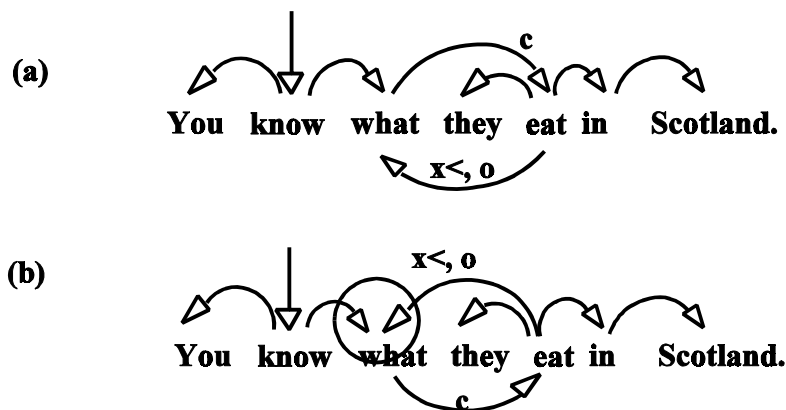 (a)
c
You know what they eat in Scotland.
x<, o
(b)
x<, o
You know what they eat in Scotland.
c